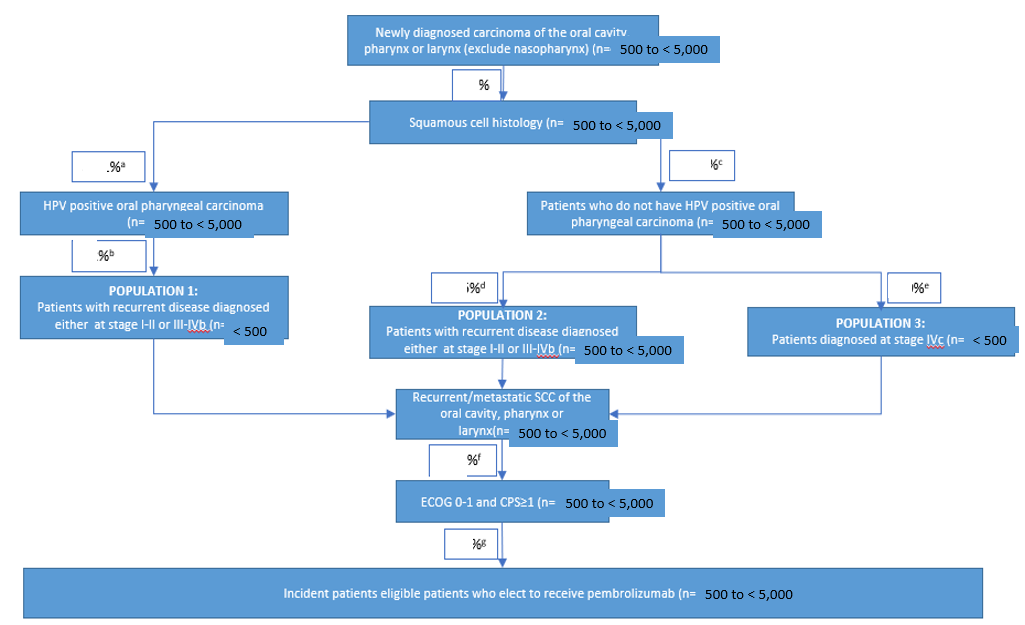 Newly diagnosed carcinoma of the oral cavity
pharynx or larynx (exclude nasopharynx) (n= 500 to < 5,000
%
Squamous cell histology (n= 500 to < 5,000
.%a
%c
HPV positive oral pharyngeal carcinoma
(n= 500 to < 5,000
Patients who do not have HPV positive oral
pharyngeal carcinoma (n= 500 to < 5,000
%b
%d
%e
POPULATION 1:
Patients with recurrent disease diagnosed
either at stage I-II or III-IVb (n= < 500
POPULATION 2:
Patients with recurrent disease diagnosed
either at stage I-II or III-IVb (n= 500 to < 5,000
POPULATION 3:
Patients diagnosed at stage IVc (n= < 500
Recurrent/metastatic SCC of the
oral cavity, pharynx or
larynx(n= 500 to < 5,000
%f
ECOG 0-1 and CPS≥1 (n= 500 to < 5,000
%g
Incident patients eligible patients who elect to receive pembrolizumab (n= 500 to < 5,000